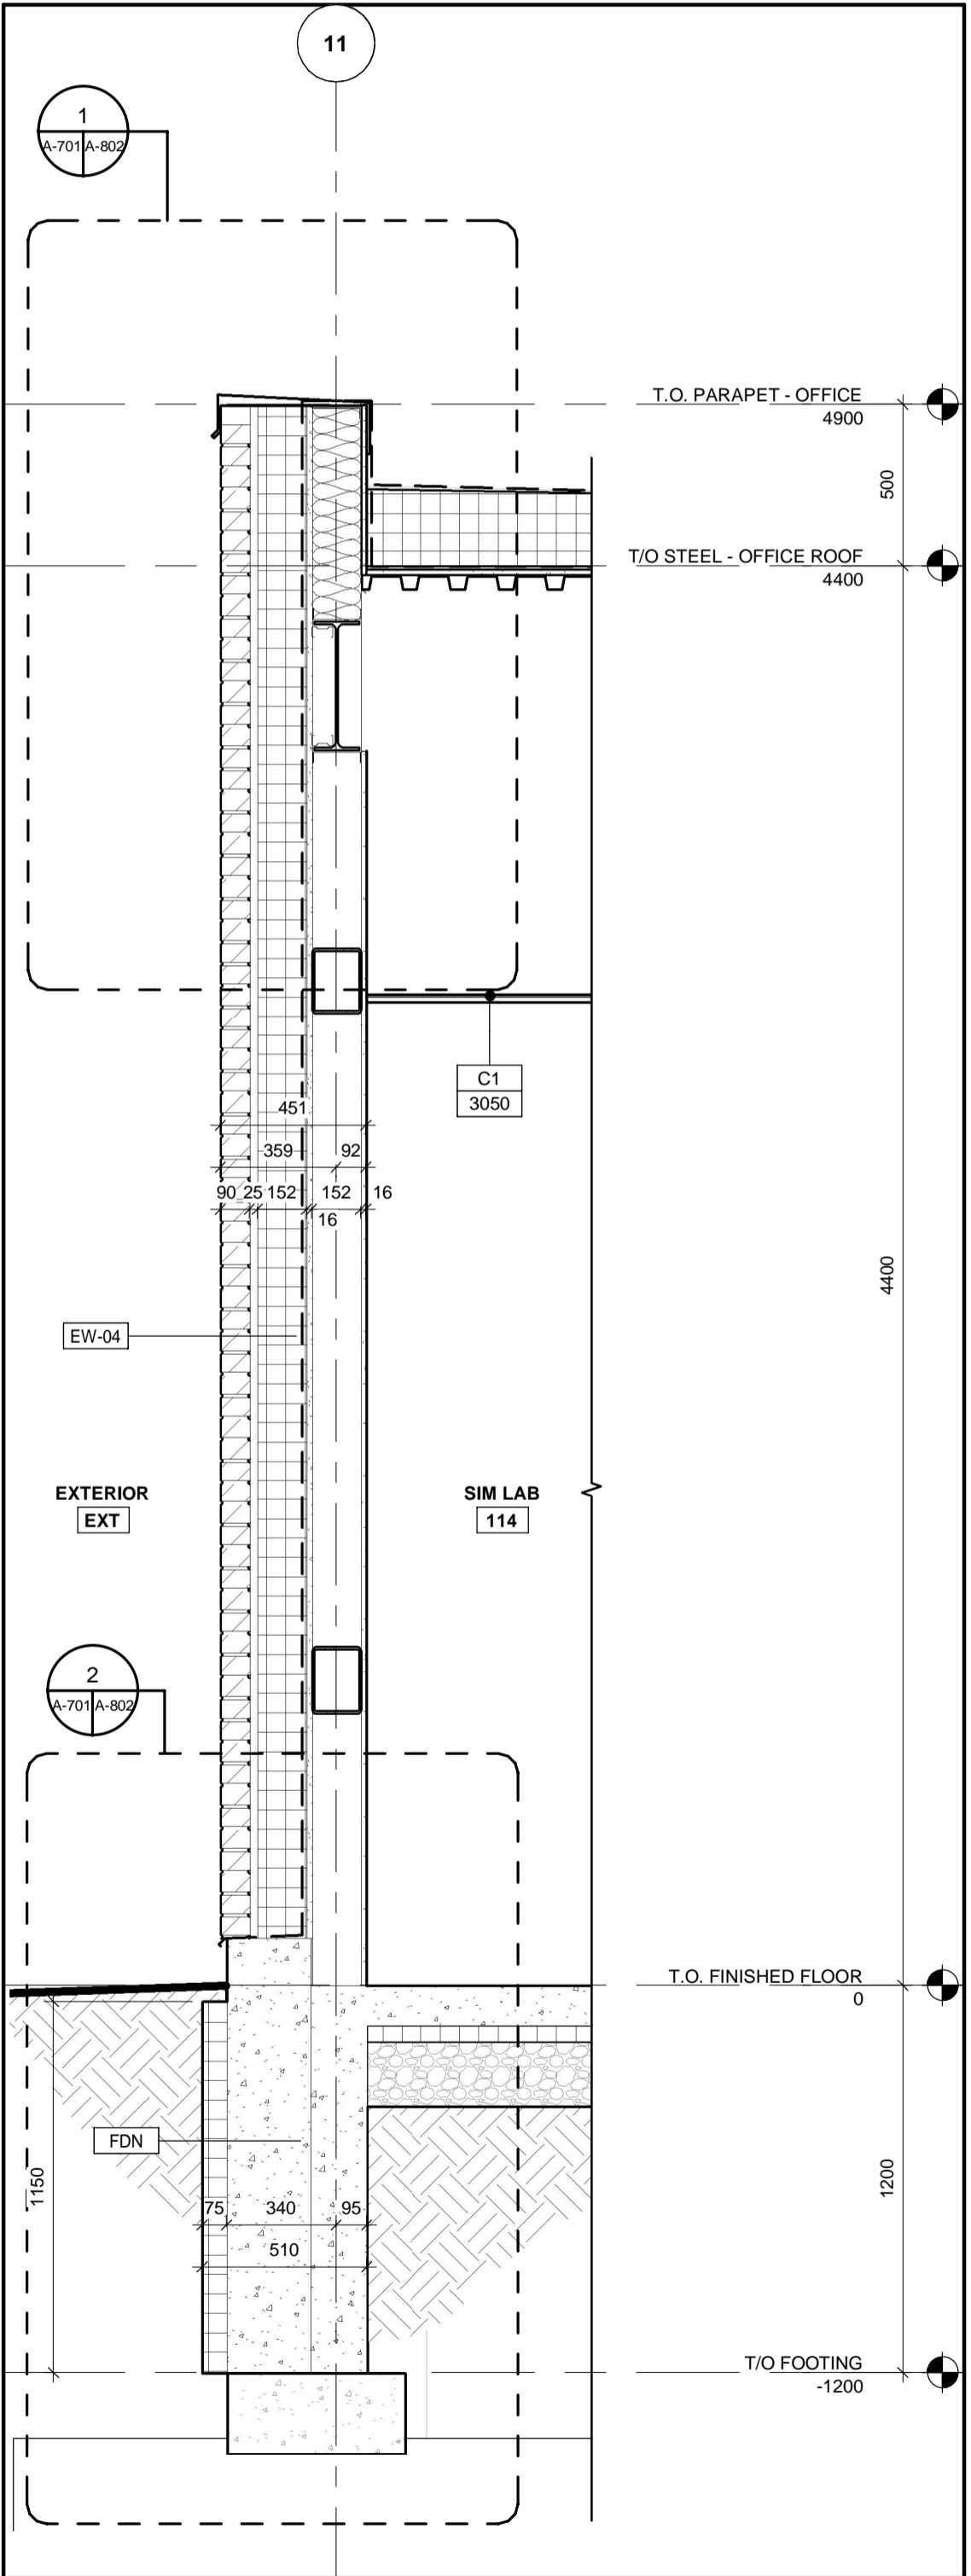 11
1
A-701 A-802
T.O. PARAPET - OFFICE
4900
500
T/O STEEL - OFFICE ROOF
4400
C1
3050
451
359 92
90 25 152 152 16
16
4400
EW-04
EXTERIOR
EXT
SIM LAB
114
2
A-701 A-802
T.O. FINISHED FLOOR
0
FDN
1150
75 340 95
510
1200
T/O FOOTING
-1200